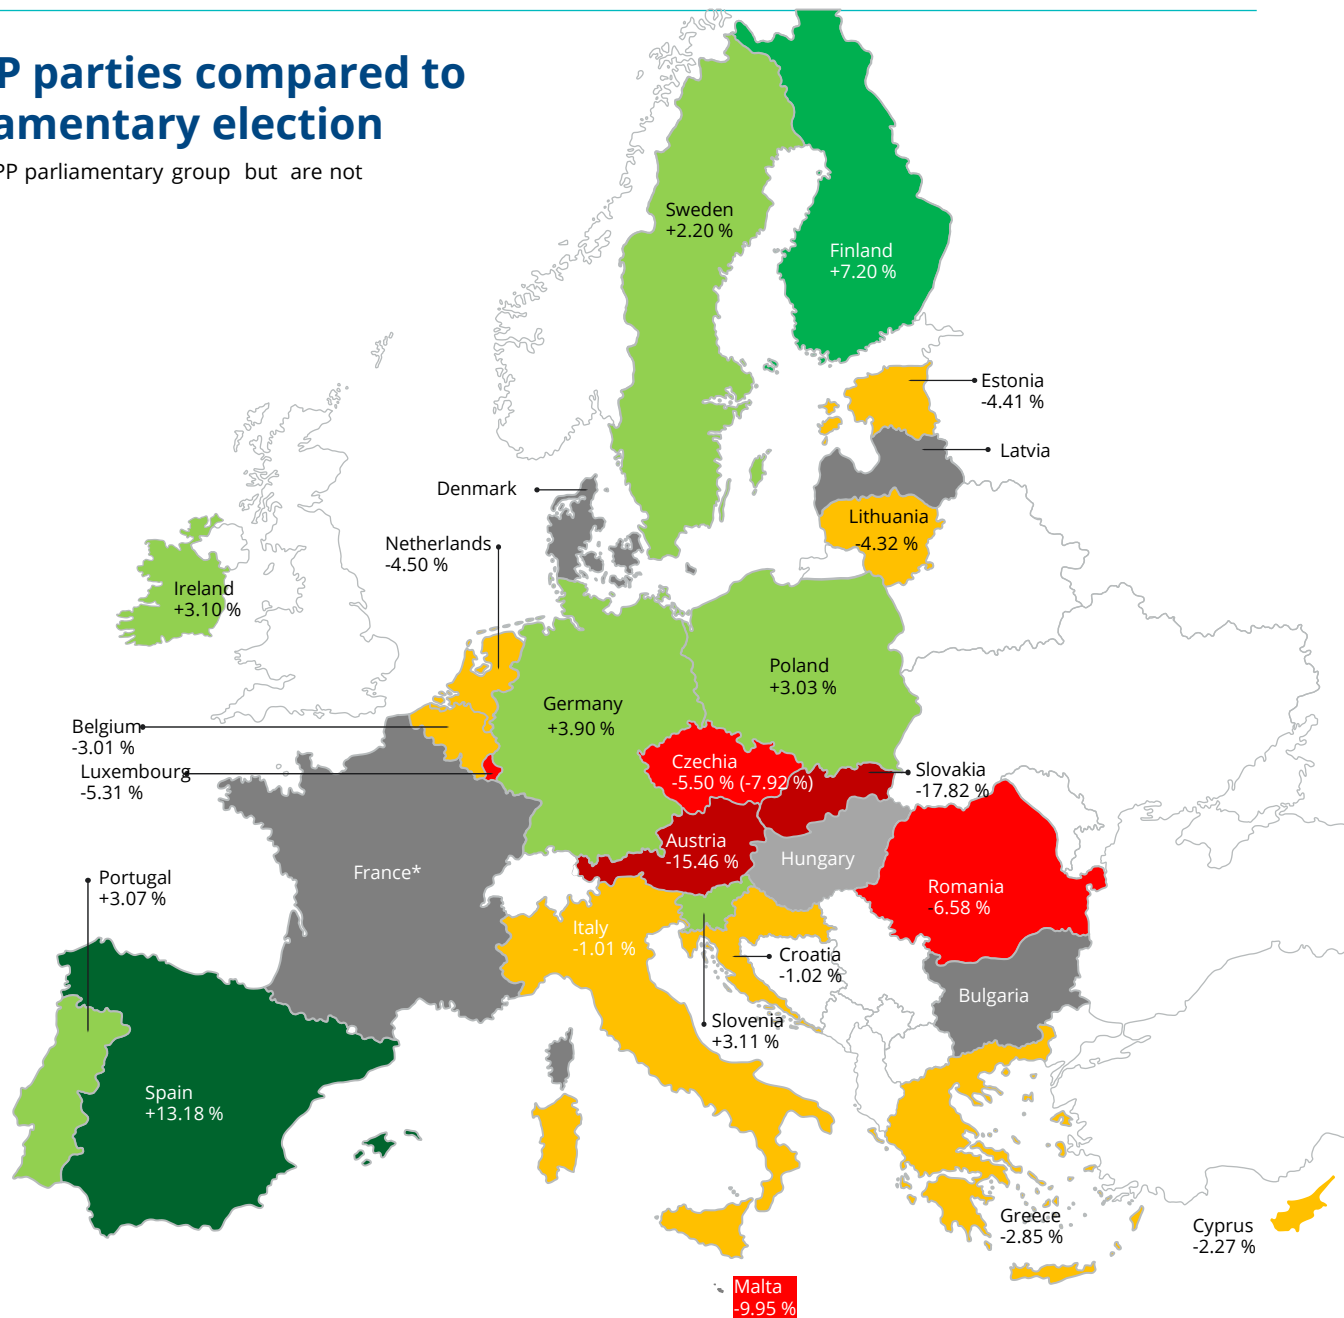 P parties compared to
amentary election
PP parliamentary group but are not
Sweden
+2.20 %
Finland
+7.20 %
Estonia
-4.41 %
Latvia
Denmark
Lithuania
-4.32 %
Netherlands
-4.50 %
Ireland
+3.10 %
Poland
+3.03 %
Germany
+3.90 %
Belgium
-3.01 %
Luxembourg
-5.31 %
Czechia
-5.50 % (-7.92 %)
Slovakia
-17.82 %
Austria
-15.46 %
Hungary
France*
Portugal
+3.07 %
Romania
-6.58 %
Italy
-1.01 %
Croatia
-1.02 %
Bulgaria
Slovenia
+3.11 %
Spain
+13.18 %
Greece
-2.85 %
Cyprus
-2.27 %
Malta
-9.95 %